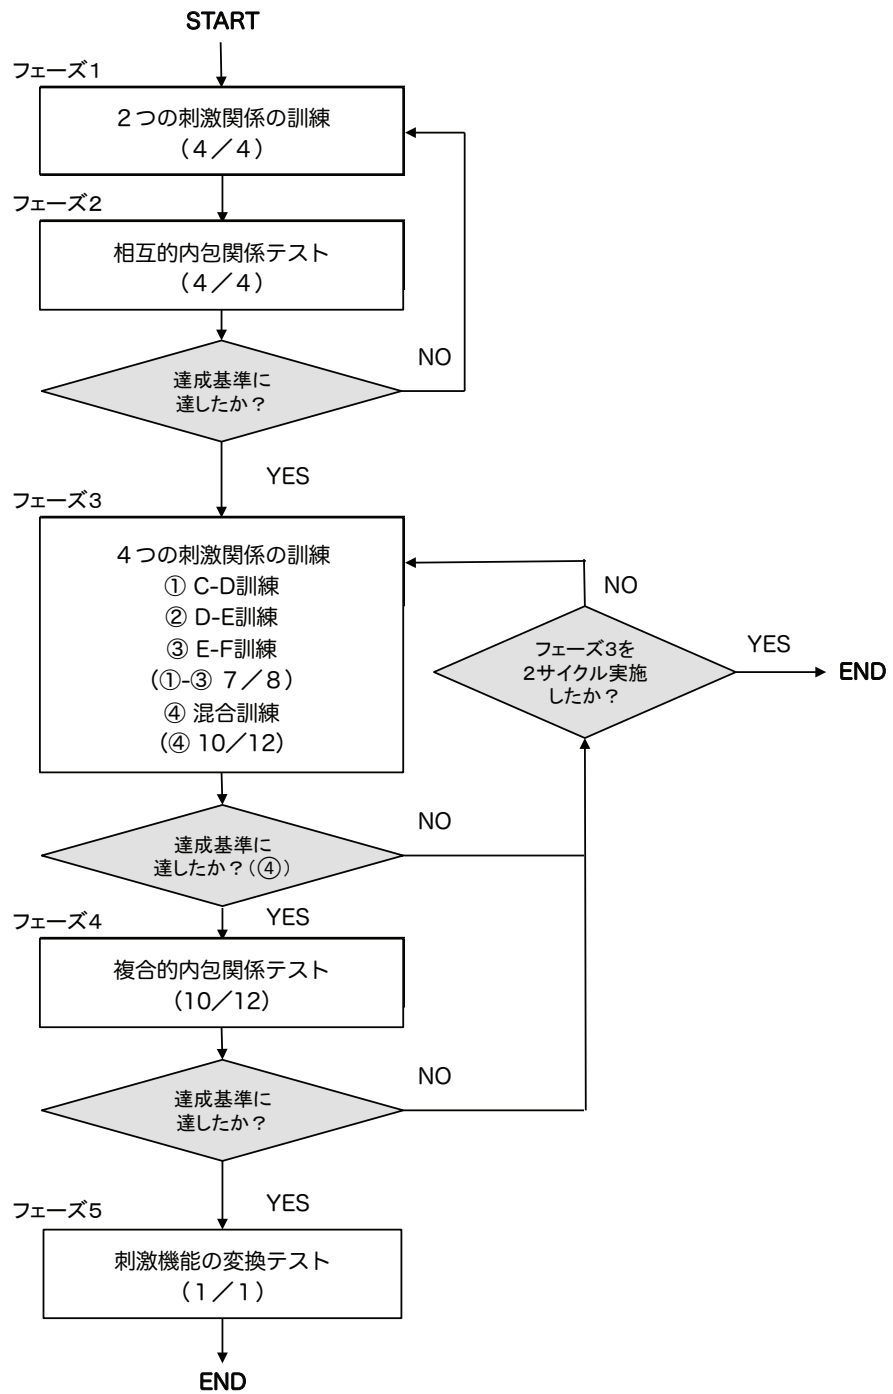 START
フェーズ1
２つの刺激関係の訓練
（４／４）
フェーズ2
相互的内包関係テスト
（４／４）
達成基準に
達したか？
NO
YES
フェーズ3
４つの刺激関係の訓練
① C-D訓練
② D-E訓練
③ E-F訓練
(①-③ ７／８)
④ 混合訓練
(④ 10／12)
NO
フェーズ3を
2サイクル実施
したか？
YES
END
達成基準に
達したか？（④）
NO
YES
フェーズ4
複合的内包関係テスト
(10／12)
達成基準に
達したか？
NO
YES
フェーズ5
刺激機能の変換テスト
（１／１）
END